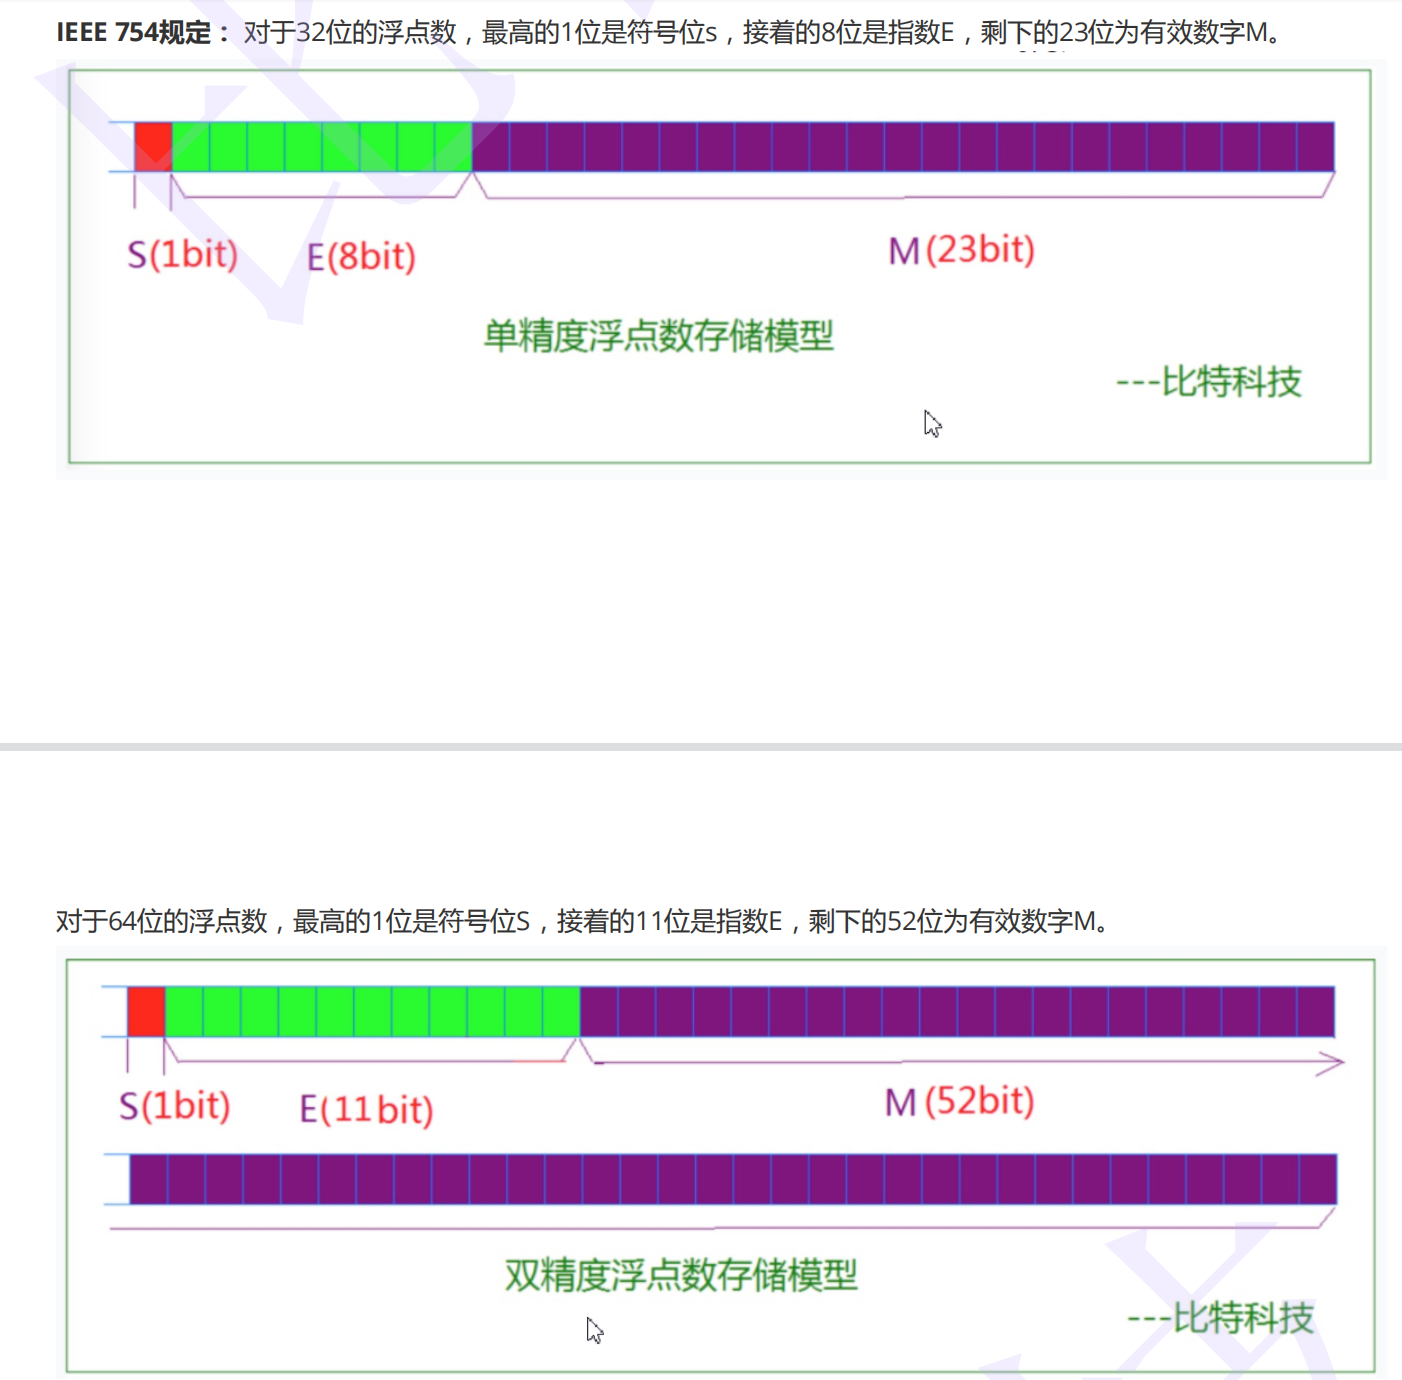 IEEE 754规定： 对于32位的浮点数，最高的1位是符号位s，接着的8位是指数E，剩下的23位为有效数字M。
S(1bit) E(8bit) M(23bit)
单精度浮点数存储模型
---比特科技
对于64位的浮点数，最高的1位是符号位S，接着的11位是指数E，剩下的52位为有效数字M。
S(1bit) E(11bit) M(52bit)
双精度浮点数存储模型
---比特科技